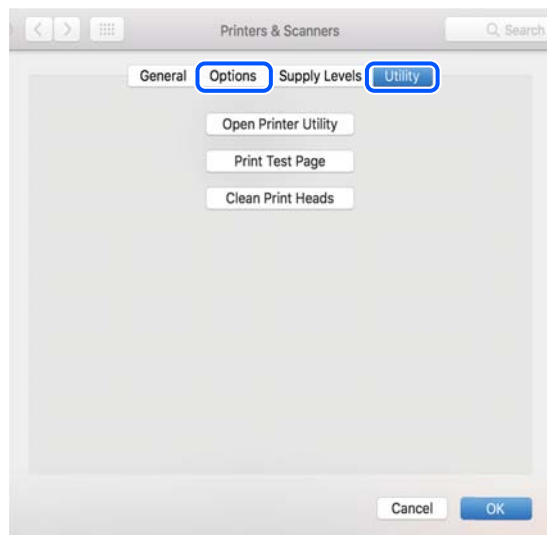 Printers & Scanners Search
General Options Supply Levels Utility
Open Printer Utility
Print Test Page
Clean Print Heads
Cancel OK